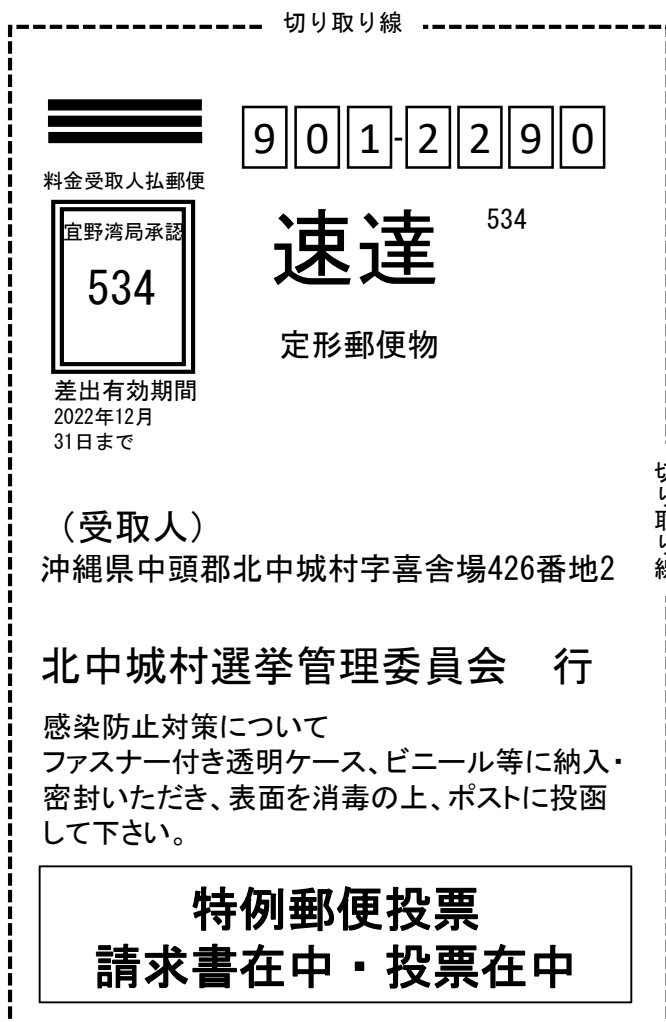 切り取り線
901-2290
料金受取人払郵便
宜野湾局承認
534
速達
534
定形郵便物
差出有効期間
2022年12月
31日まで
切り取り線
（受取人）
沖縄県中頭郡北中城村字喜舎場426番地2
北中城村選挙管理委員会　行
感染防止対策について
ファスナー付き透明ケース、ビニール等に納入・
密封いただき、表面を消毒の上、ポストに投函
して下さい。
特例郵便投票
請求書在中・投票在中